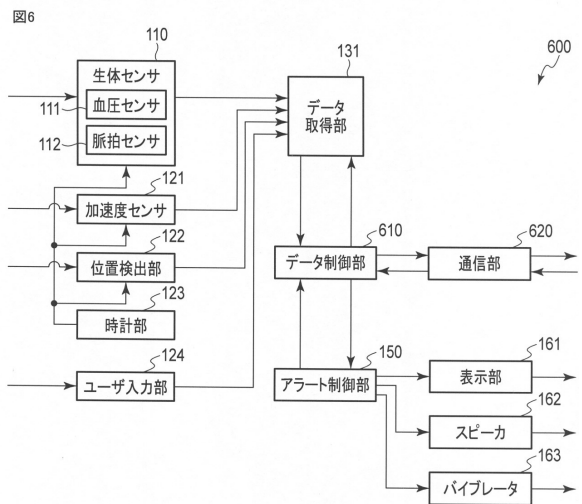 図6
110
生体センサ
111
血圧センサ
112
脈拍センサ
121
加速度センサ
122
位置検出部
123
時計部
124
ユーザ入力部
131
データ
取得部
600
610
データ制御部
620
通信部
150
アラート制御部
161
表示部
162
スピーカ
163
バイブレータ